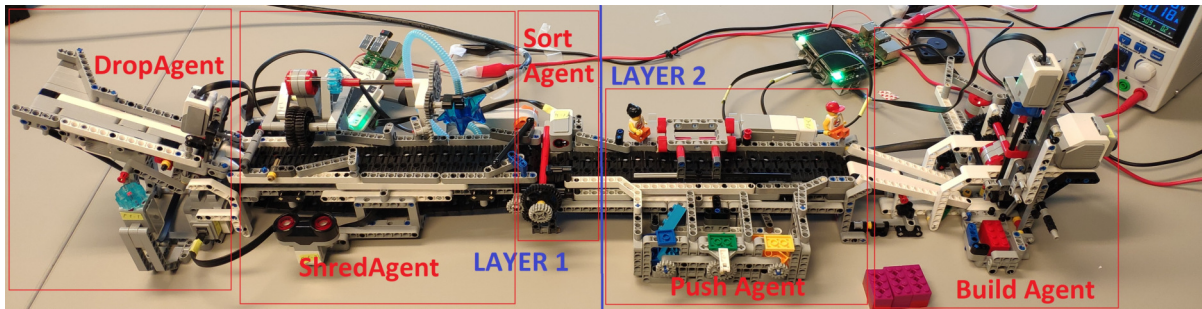 DropAgent
Sort
Agent
LAYER 2
ShredAgent
LAYER 1
Push Agent
Build Agent